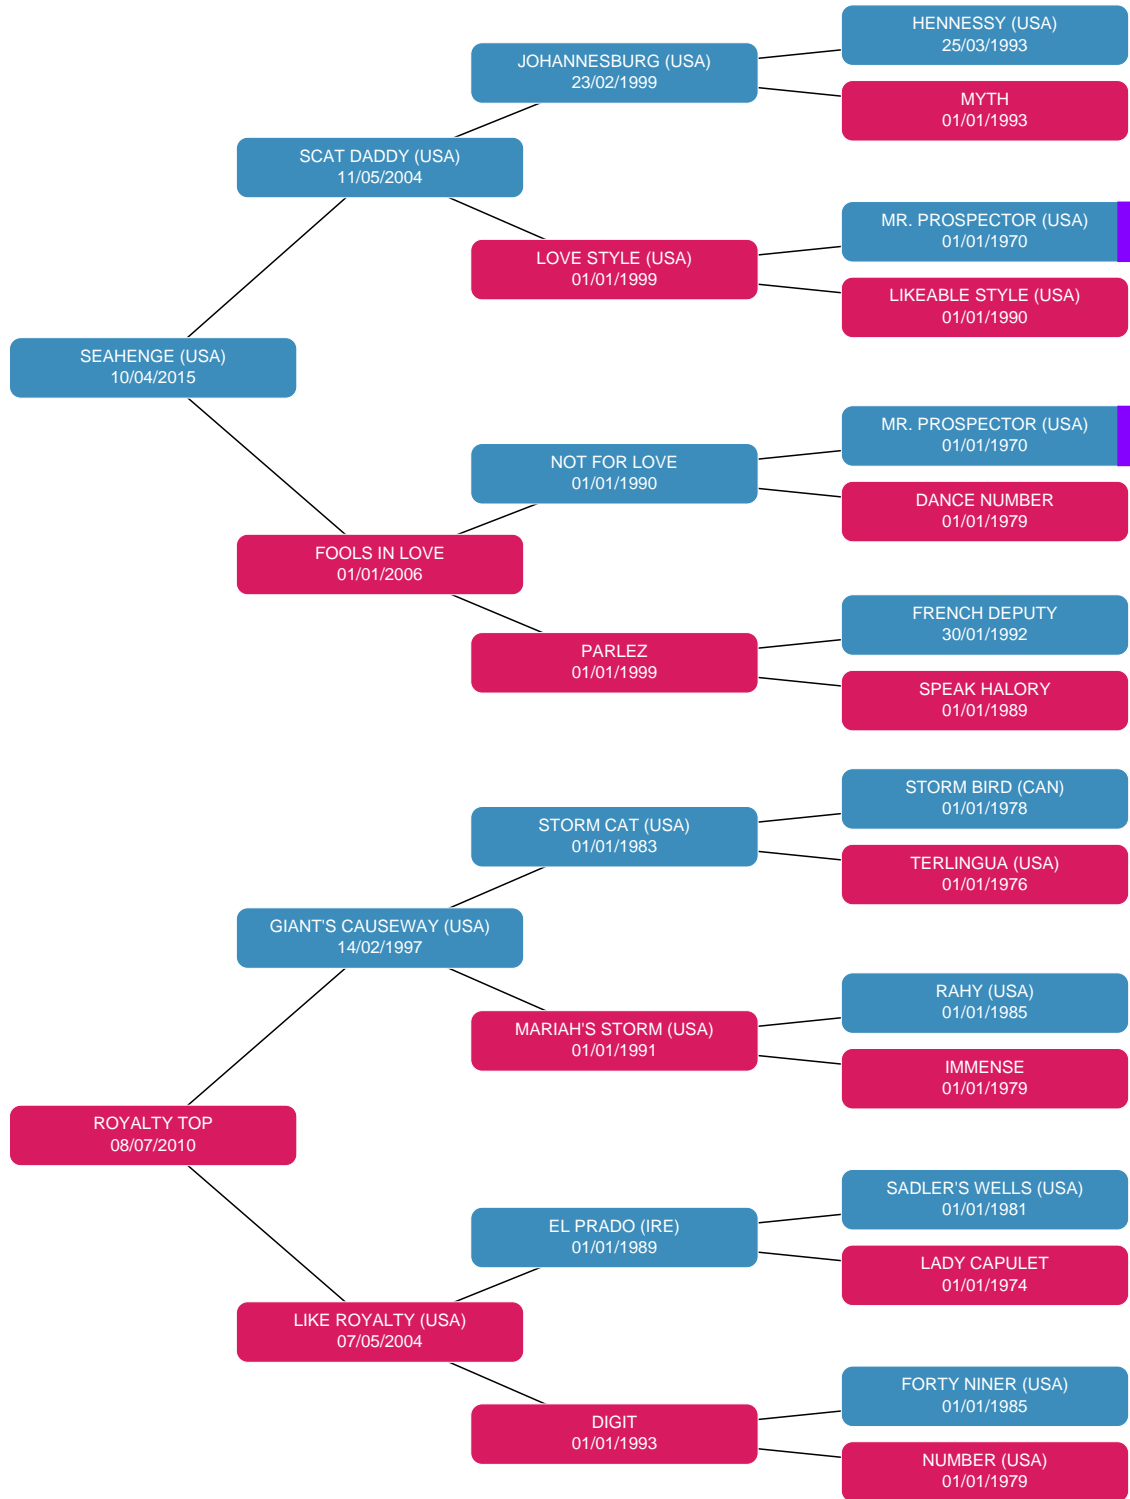 HENNESSY (USA)
25/03/1993
JOHANNESBURG (USA)
23/02/1999
MYTH
01/01/1993
SCAT DADDY (USA)
11/05/2004
MR. PROSPECTOR (USA)
01/01/1970
LOVE STYLE (USA)
01/01/1999
LIKEABLE STYLE (USA)
01/01/1990
SEAHENGE (USA)
10/04/2015
MR. PROSPECTOR (USA)
01/01/1970
NOT FOR LOVE
01/01/1990
DANCE NUMBER
01/01/1979
FOOLS IN LOVE
01/01/2006
FRENCH DEPUTY
30/01/1992
PARLEZ
01/01/1999
SPEAK HALORY
01/01/1989
STORM BIRD (CAN)
01/01/1978
STORM CAT (USA)
01/01/1983
TERLINGUA (USA)
01/01/1976
GIANT'S CAUSEWAY (USA)
14/02/1997
RAHY (USA)
01/01/1985
MARIAH'S STORM (USA)
01/01/1991
IMMENSE
01/01/1979
ROYALTY TOP
08/07/2010
SADLER'S WELLS (USA)
01/01/1981
EL PRADO (IRE)
01/01/1989
LADY CAPULET
01/01/1974
LIKE ROYALTY (USA)
07/05/2004
FORTY NINER (USA)
01/01/1985
DIGIT
01/01/1993
NUMBER (USA)
01/01/1979